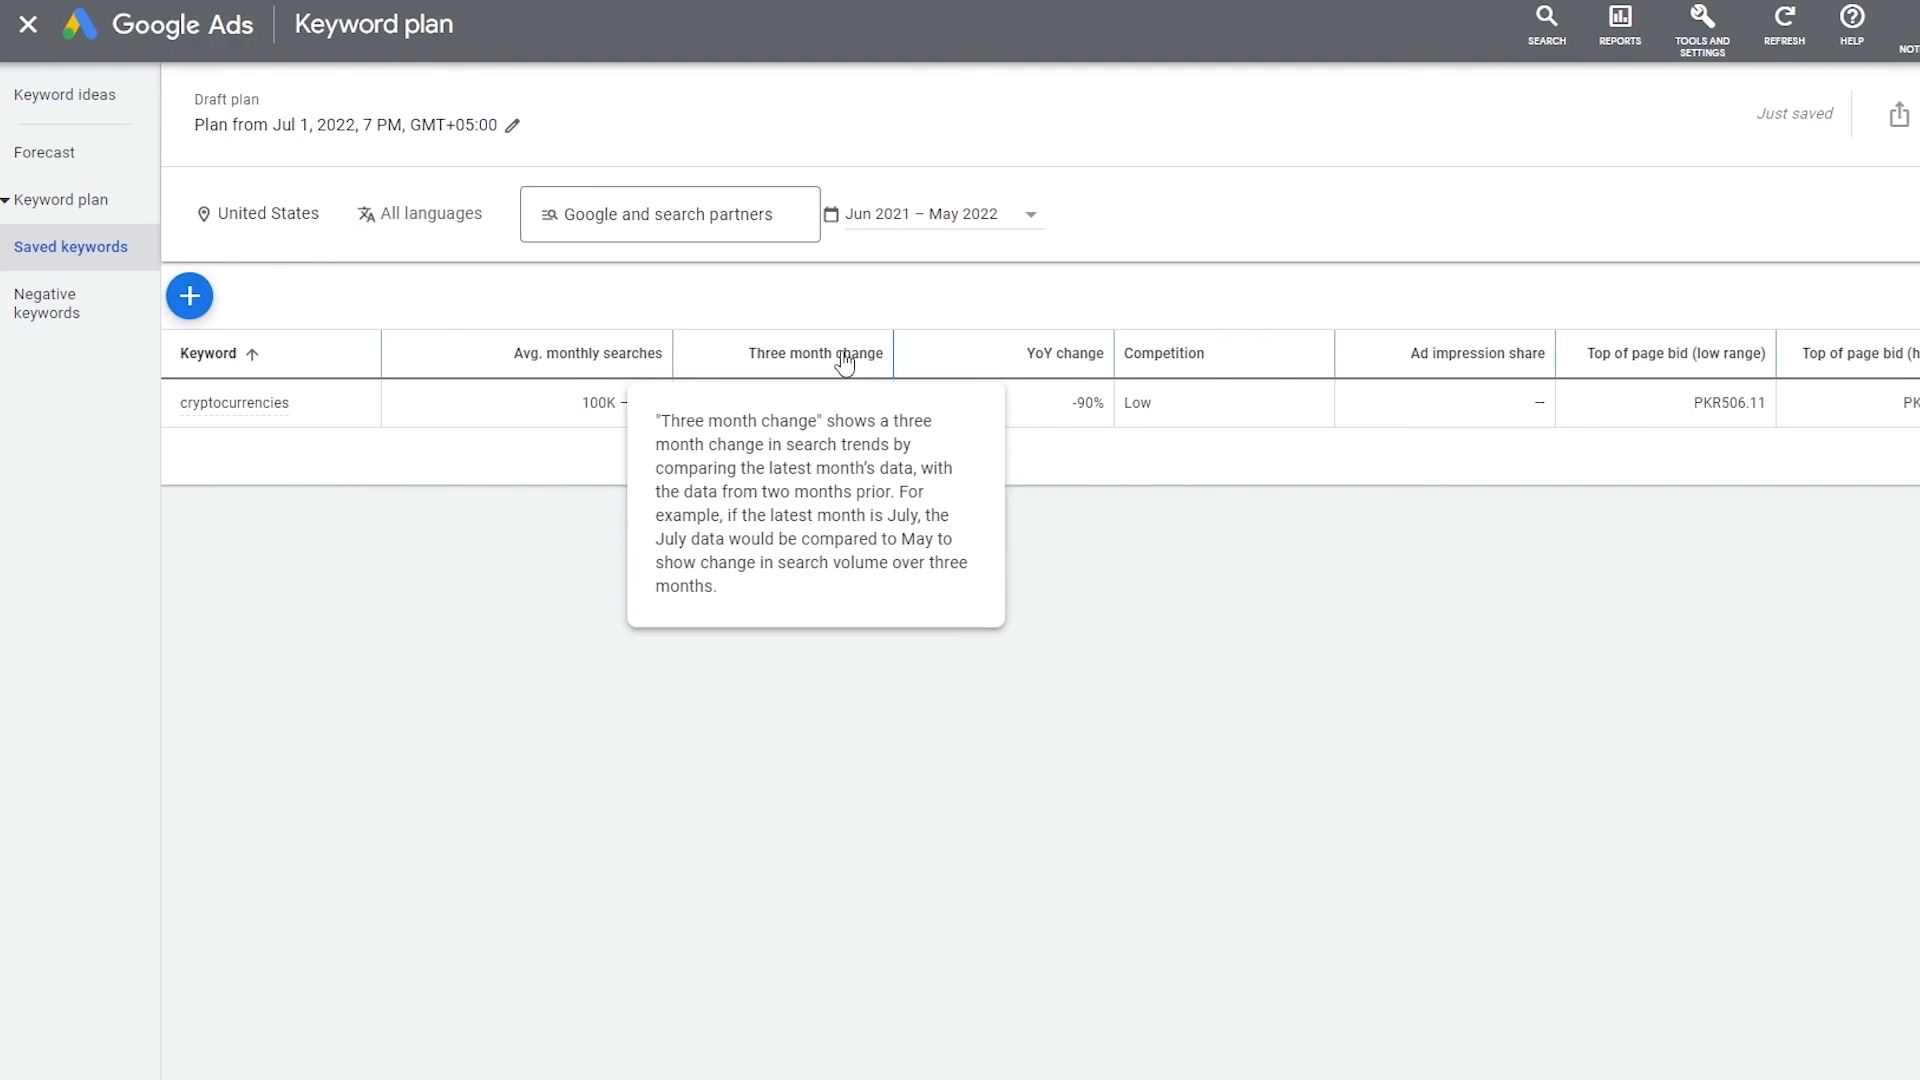 Google Ads
Keyword plan
SEARCH
REPORTS
TOOLS AND
SETTINGS
REFRESH
HELP
Keyword ideas
Forecast
Keyword plan
Saved keywords
Negative
keywords
Draft plan
Plan from Jul 1, 2022, 7 PM, GMT+05:00
Just saved
United States
All languages
Google and search partners
Jun 2021 – May 2022
Keyword
Avg. monthly searches
Three month change
YoY change
Competition
Ad impression share
Top of page bid (low range)
Top of page bid (h
cryptocurrencies
100K –
-90%
Low
–
PKR506.11
PK
"Three month change" shows a three
month change in search trends by
comparing the latest month's data, with
the data from two months prior. For
example, if the latest month is July, the
July data would be compared to May to
show change in search volume over three
months.